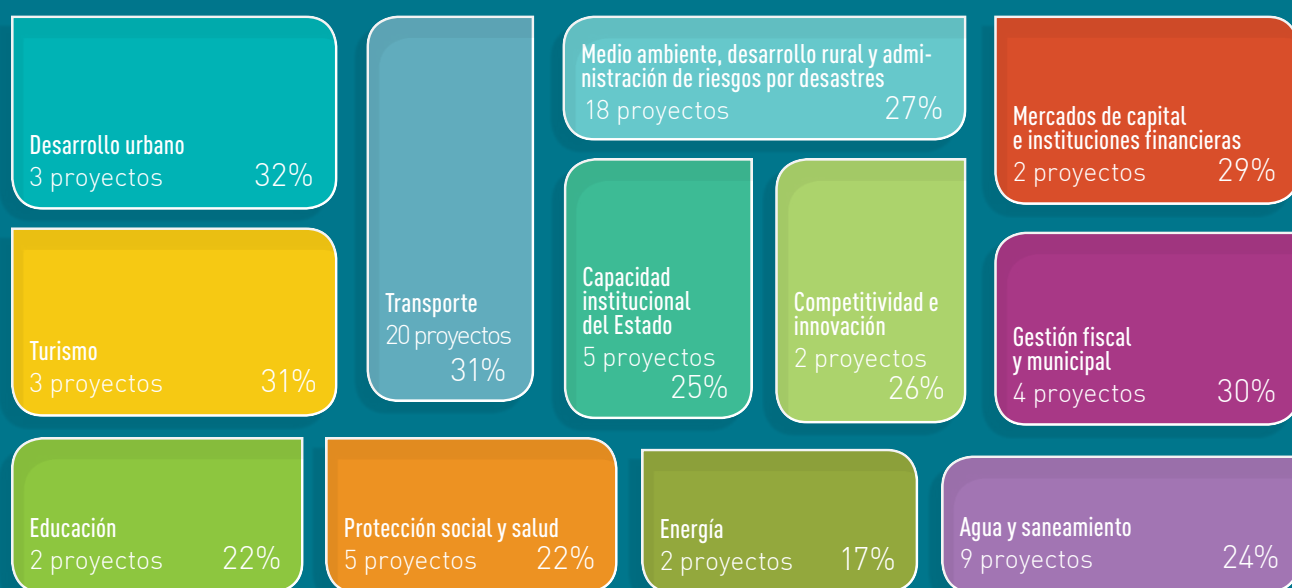 Desarrollo urbano
3 proyectos 32%
Transporte
20 proyectos
31%
Medio ambiente, desarrollo rural y admi-
nistración de riesgos por desastres
18 proyectos 27%
Mercados de capital
e instituciones financieras
2 proyectos 29%
Turismo
3 proyectos 31%
Capacidad
institucional
del Estado
5 proyectos
25%
Competitividad e
innovación
2 proyectos
26%
Gestión fiscal
y municipal
4 proyectos 30%
Educación
2 proyectos 22%
Protección social y salud
5 proyectos 22%
Energía
2 proyectos 17%
Agua y saneamiento
9 proyectos 24%